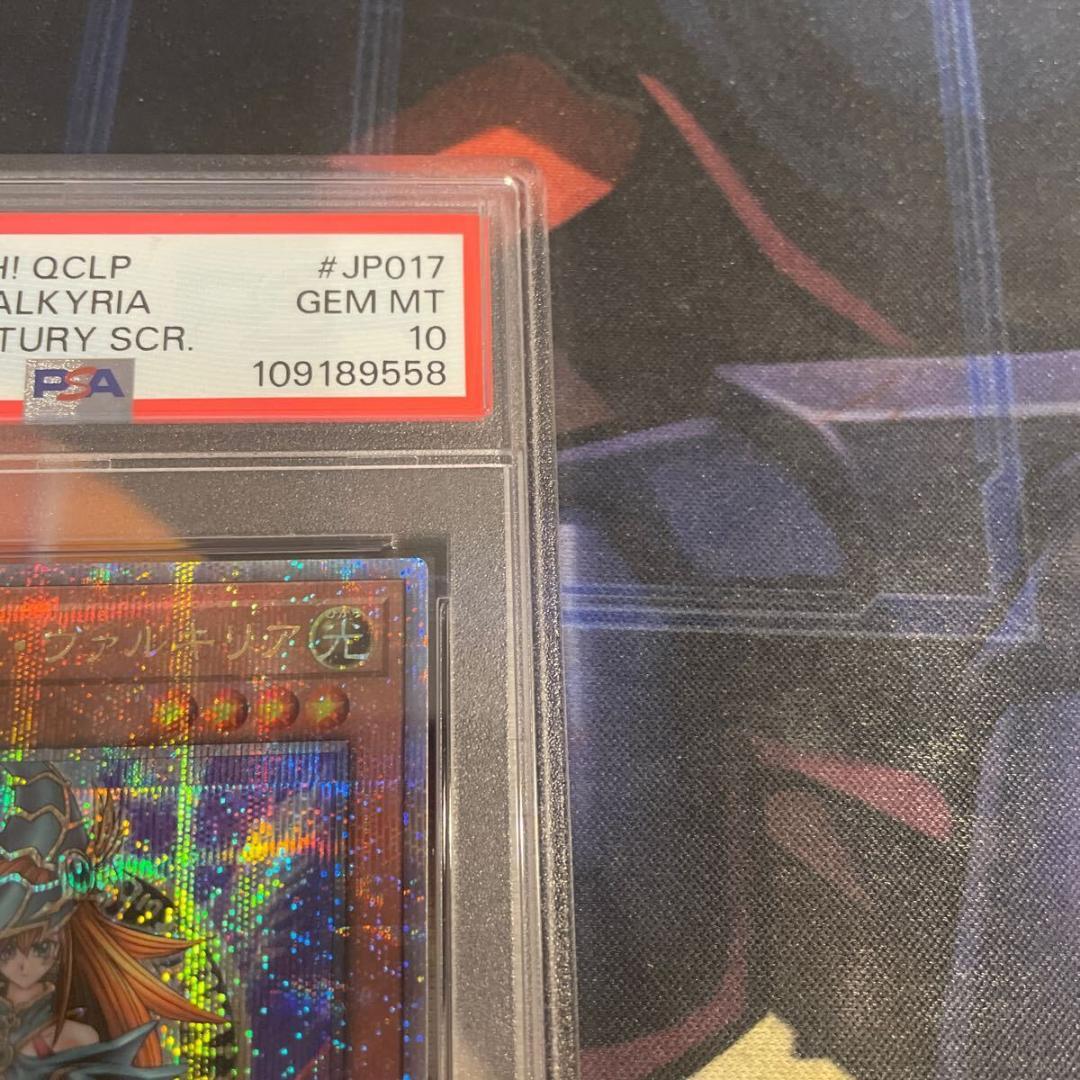 H! QCLP #JP017
ALKYRIA GEM MT
TURY SCR. 10
PSA 109189558
・ヴァルキリア 光